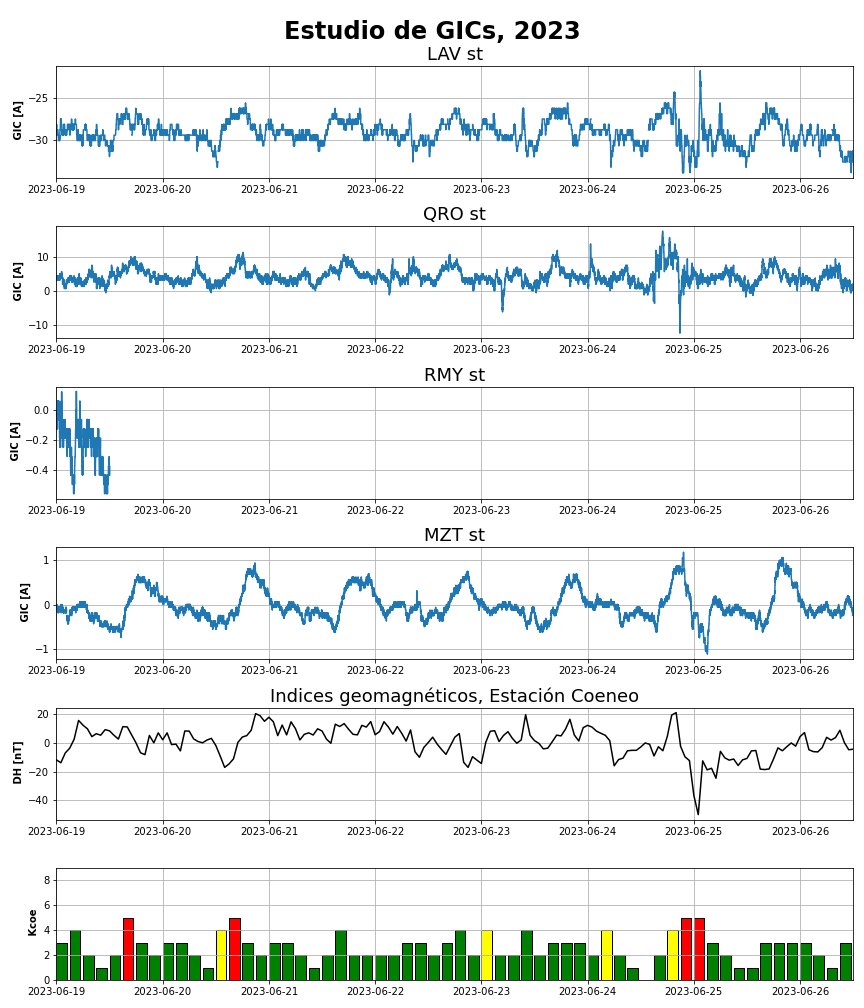 Estudio de GICs, 2023
LAV st
GIC [A]
−25
−30
2023-06-19 2023-06-20 2023-06-21 2023-06-22 2023-06-23 2023-06-24 2023-06-25 2023-06-26
QRO st
GIC [A]
10
0
−10
2023-06-19 2023-06-20 2023-06-21 2023-06-22 2023-06-23 2023-06-24 2023-06-25 2023-06-26
RMY st
GIC [A]
0.0
−0.2
−0.4
2023-06-19 2023-06-20 2023-06-21 2023-06-22 2023-06-23 2023-06-24 2023-06-25 2023-06-26
MZT st
GIC [A]
1
0
−1
2023-06-19 2023-06-20 2023-06-21 2023-06-22 2023-06-23 2023-06-24 2023-06-25 2023-06-26
Indices geomagnéticos, Estación Coeneo
DH [nT]
20
0
−20
−40
2023-06-19 2023-06-20 2023-06-21 2023-06-22 2023-06-23 2023-06-24 2023-06-25 2023-06-26
Kcoe
8
6
4
2
0
2023-06-19 2023-06-20 2023-06-21 2023-06-22 2023-06-23 2023-06-24 2023-06-25 2023-06-26